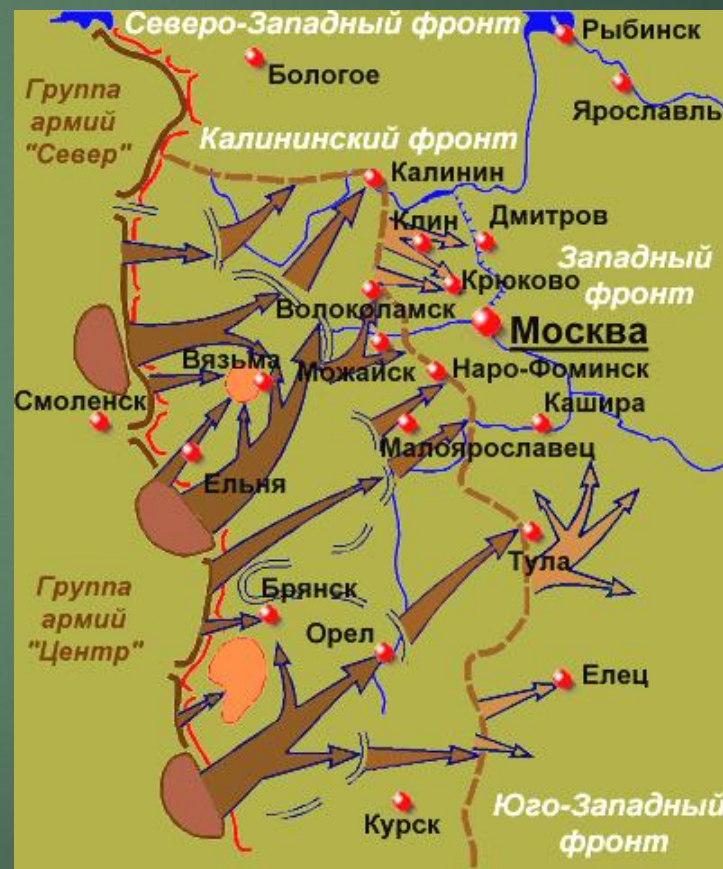 Северо-Западный фронт
Рыбинск
Бологое
Ярославль
Группа
армий
"Север"
Калининский фронт
Калинин
Клин
Дмитров
Западный
фронт
Крюково
Волоколамск
Москва
Вязьма
Можайск
Наро-Фоминск
Смоленск
Кашира
Малоярославец
Ельня
Тула
Группа
армий
"Центр"
Брянск
Орел
Елец
Курск
Юго-Западный
фронт